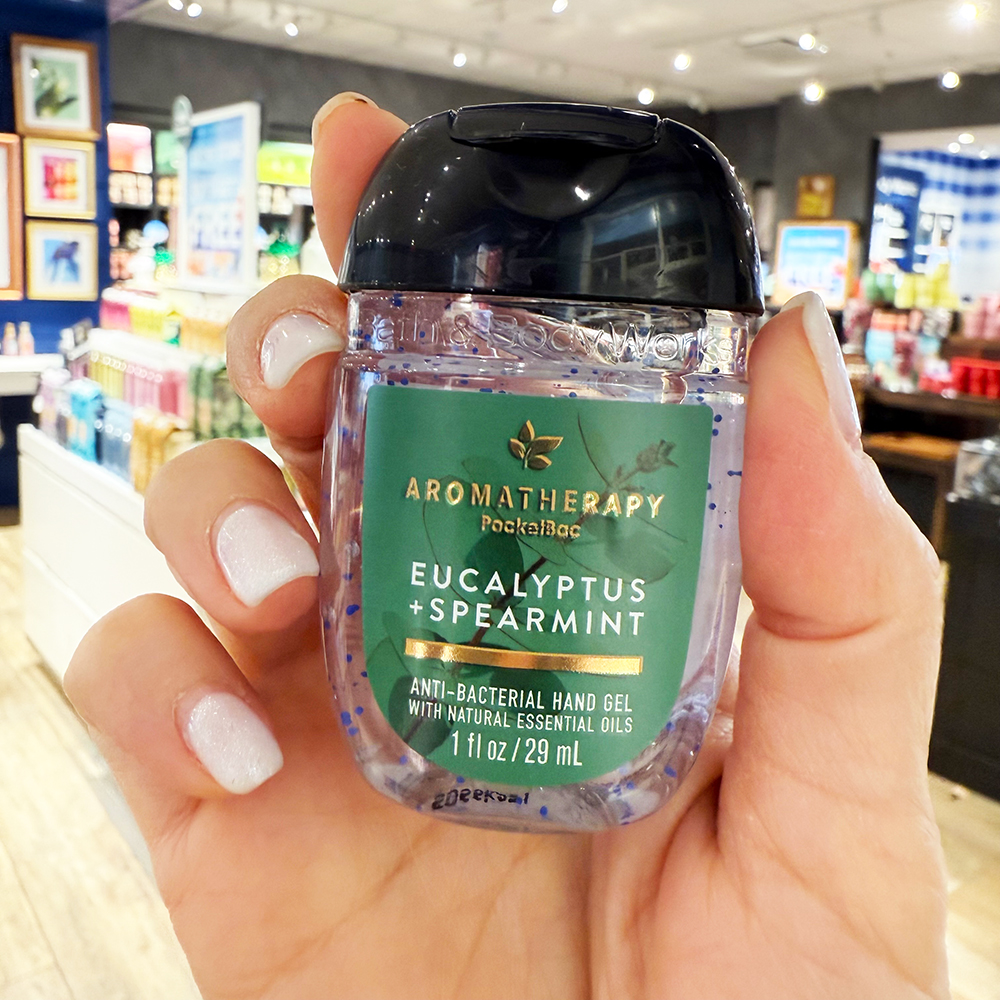 Bath & Body Works
AROMATHERAPY
PocketBac
EUCALYPTUS
+SPEARMINT
ANTI-BACTERIAL HAND GEL
WITH NATURAL ESSENTIAL OILS
1 fl oz / 29 mL